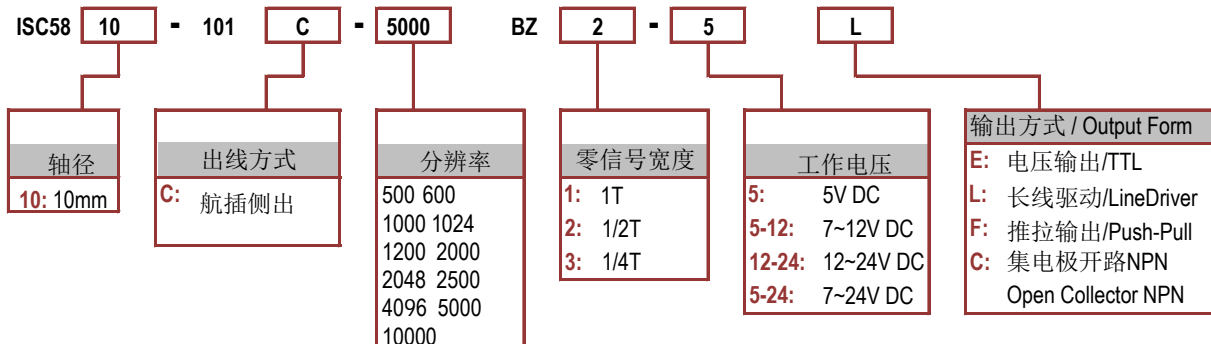 ISC58 10 - 101 C - 5000 BZ 2 - 5 L
轴径
10: 10mm
出线方式
C: 航插侧出
分辨率
500 600
1000 1024
1200 2000
2048 2500
4096 5000
10000
零信号宽度
1: 1T
2: 1/2T
3: 1/4T
工作电压
5: 5V DC
5-12: 7~12V DC
12-24: 12~24V DC
5-24: 7~24V DC
输出方式 / Output Form
E: 电压输出/TTL
L: 长线驱动/LineDriver
F: 推拉输出/Push-Pull
C: 集电极开路NPN
Open Collector NPN